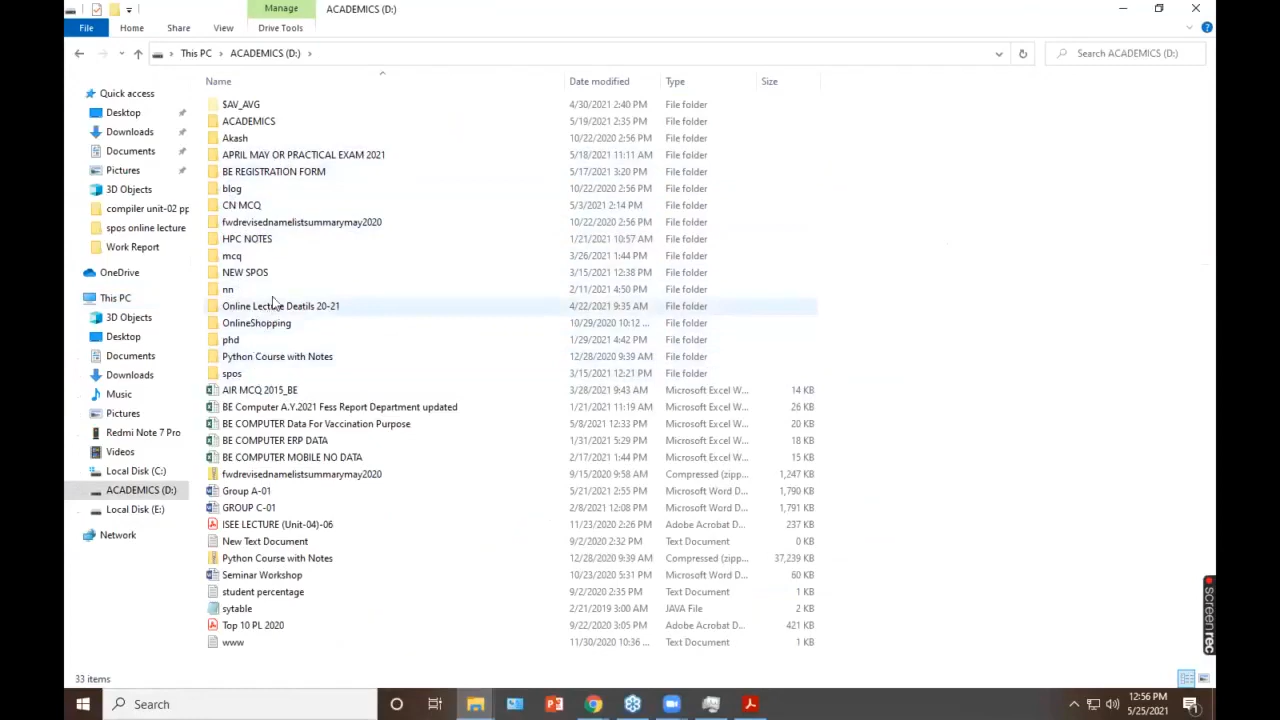 Manage
ACADEMICS (D:)
File
Home
Share
View
Drive Tools
This PC
ACADEMICS (D:)
Search ACADEMICS (D:)
Name
Date modified
Type
Size
Quick access
Desktop
Downloads
Documents
Pictures
3D Objects
compiler unit-02 pp
spos online lecture
Work Report
OneDrive
This PC
3D Objects
Desktop
Documents
Downloads
Music
Pictures
Redmi Note 7 Pro
Videos
Local Disk (C:)
ACADEMICS (D:)
Local Disk (E:)
Network
$AV_AVG 4/30/2021 2:40 PM File folder
ACADEMICS 5/19/2021 2:35 PM File folder
Akash 10/22/2020 2:56 PM File folder
APRIL MAY OR PRACTICAL EXAM 2021 5/18/2021 11:11 AM File folder
BE REGISTRATION FORM 5/17/2021 3:20 PM File folder
blog 10/22/2020 2:56 PM File folder
CN MCQ 5/3/2021 2:14 PM File folder
fwdrevisednamelistsummarymay2020 10/22/2020 2:56 PM File folder
HPC NOTES 1/21/2021 10:57 AM File folder
mcq 3/26/2021 1:44 PM File folder
NEW SPOS 3/15/2021 12:38 PM File folder
nn 2/11/2021 4:50 PM File folder
Online Lecture Deatils 20-21 4/22/2021 9:35 AM File folder
OnlineShopping 10/29/2020 10:12 ... File folder
phd 1/29/2021 4:42 PM File folder
Python Course with Notes 12/28/2020 9:39 AM File folder
spos 3/15/2021 12:21 PM File folder
AIR MCQ 2015_BE 3/28/2021 9:43 AM Microsoft Excel W... 14 KB
BE Computer A.Y.2021 Fess Report Department updated 1/21/2021 11:19 AM Microsoft Excel W... 26 KB
BE COMPUTER Data For Vaccination Purpose 5/8/2021 12:33 PM Microsoft Excel W... 20 KB
BE COMPUTER ERP DATA 1/31/2021 5:29 PM Microsoft Excel W... 18 KB
BE COMPUTER MOBILE NO DATA 2/17/2021 1:44 PM Microsoft Excel W... 15 KB
fwdrevisednamelistsummarymay2020 9/15/2020 9:58 AM Compressed (zipp... 1,247 KB
Group A-01 5/21/2021 2:55 PM Microsoft Word D... 1,790 KB
GROUP C-01 2/8/2021 12:08 PM Microsoft Word D... 1,791 KB
ISEE LECTURE (Unit-04)-06 11/23/2020 2:26 PM Adobe Acrobat D... 237 KB
New Text Document 9/2/2020 2:32 PM Text Document 0 KB
Python Course with Notes 12/28/2020 9:39 AM Compressed (zipp... 37,239 KB
Seminar Workshop 10/23/2020 5:31 PM Microsoft Word D... 60 KB
student percentage 9/2/2020 2:35 PM Text Document 1 KB
sytable 2/21/2019 3:00 AM JAVA File 2 KB
Top 10 PL 2020 9/22/2020 3:05 PM Adobe Acrobat D... 421 KB
www 11/30/2020 10:36 ... Text Document 1 KB
screenrec
33 items
Search
12:56 PM
5/25/2021
1